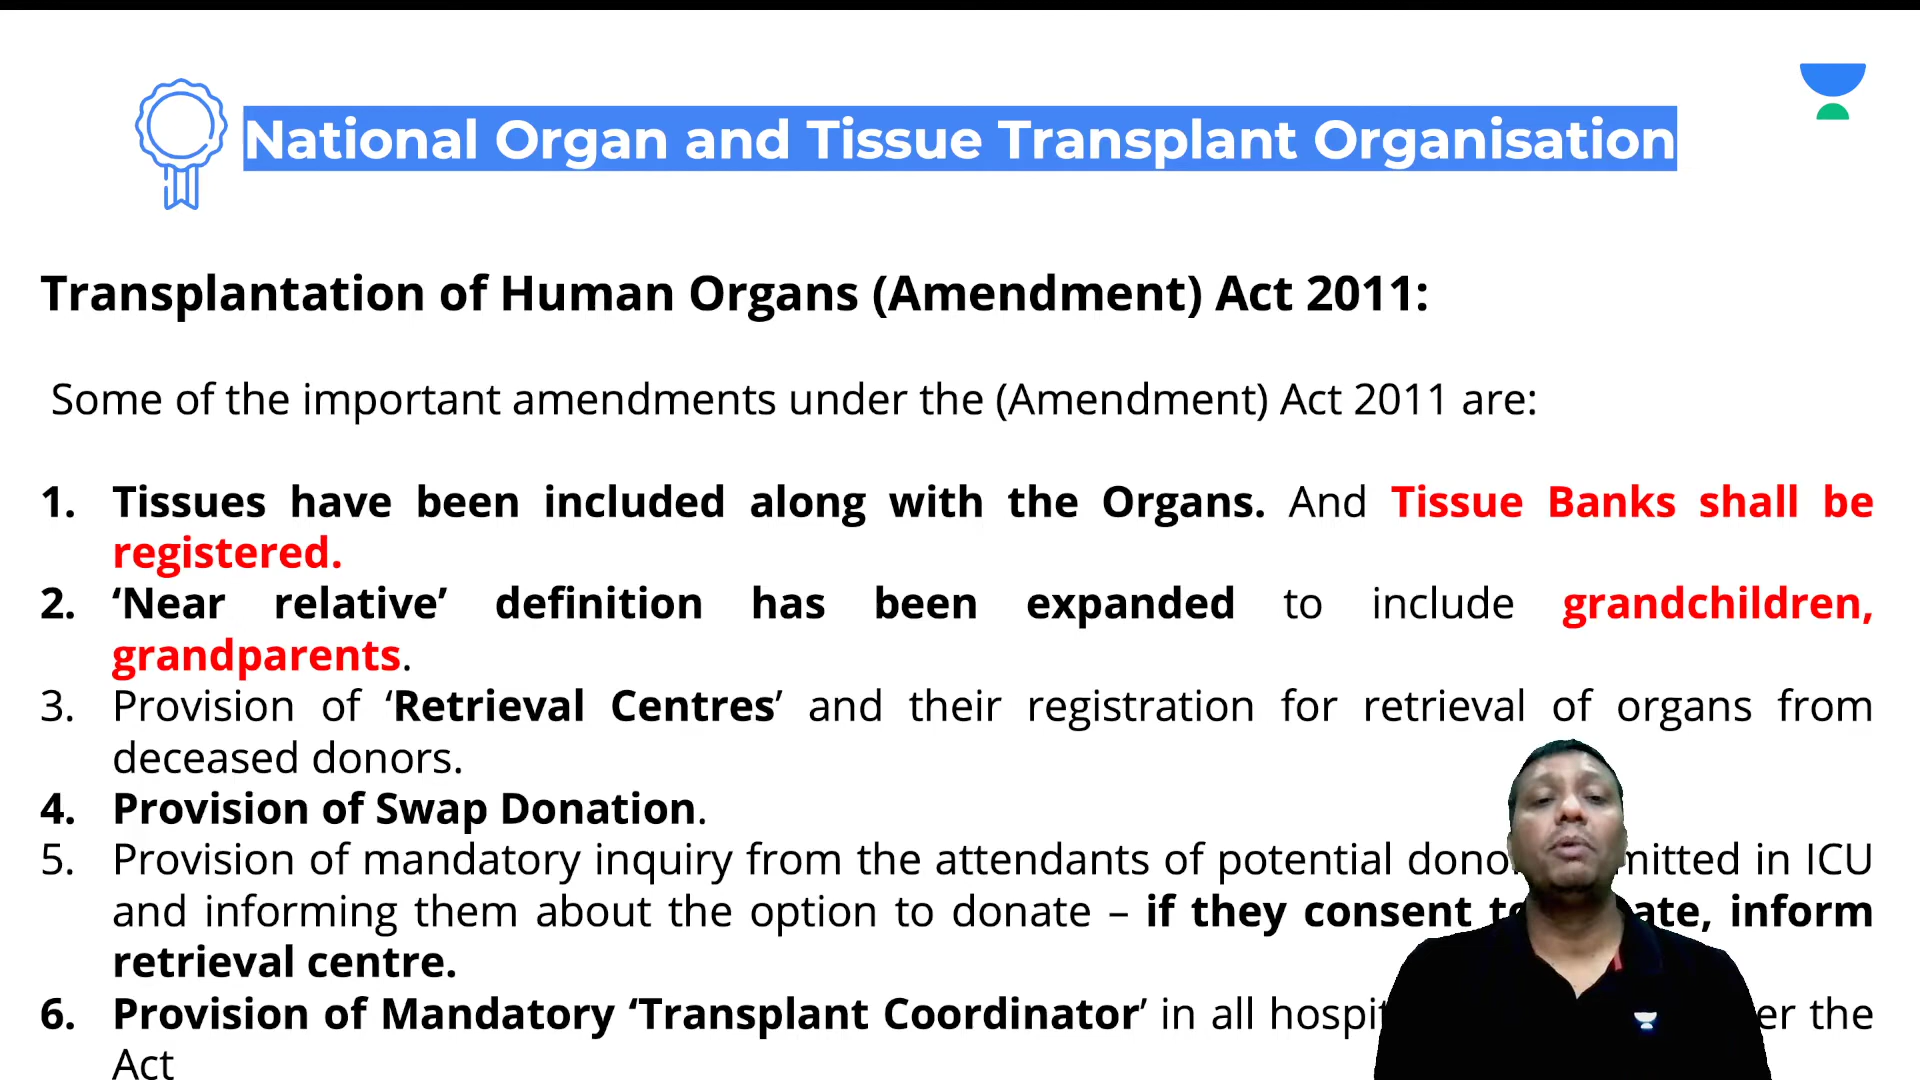 National Organ and Tissue Transplant Organisation
Transplantation of Human Organs (Amendment) Act 2011:
Some of the important amendments under the (Amendment) Act 2011 are:
1. Tissues have been included along with the Organs. And Tissue Banks shall be
registered.
2. ‘Near relative’ definition has been expanded to include grandchildren,
grandparents.
3. Provision of ‘Retrieval Centres’ and their registration for retrieval of organs from
deceased donors.
4. Provision of Swap Donation.
5. Provision of mandatory inquiry from the attendants of potential in ICU
and informing them about the option to donate – if they consent inform
retrieval centre.
6. Provision of Mandatory ‘Transplant Coordinator’ in all the
Act